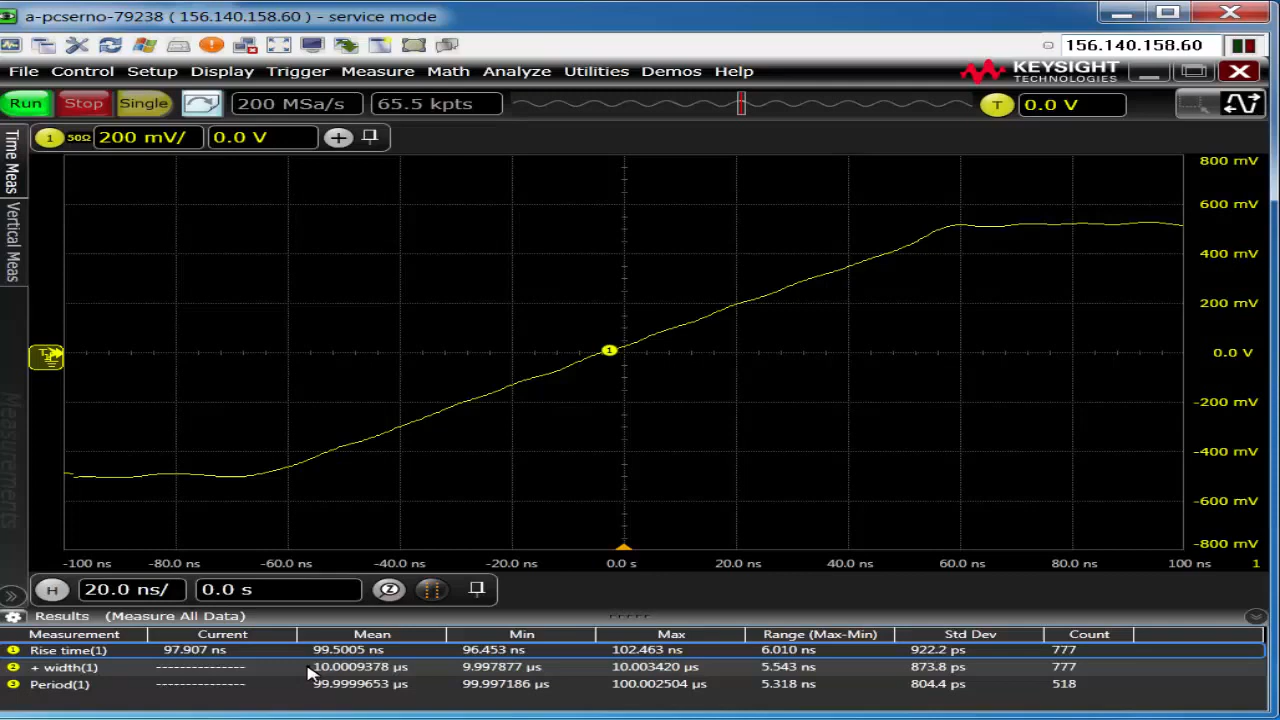 a-pcserno-79238 ( 156.140.158.60 ) - service mode
156.140.158.60
File Control Setup Display Trigger Measure Math Analyze Utilities Demos Help
KEYSIGHT
TECHNOLOGIES
Run Stop Single 200 MSa/s 65.5 kpts T 0.0 V
1 50Ω 200 mV/ 0.0 V
Time Meas
Vertical Meas
Measurements
800 mV
600 mV
400 mV
200 mV
1
T
0.0 V
-200 mV
-400 mV
-600 mV
-800 mV
-100 ns -80.0 ns -60.0 ns -40.0 ns -20.0 ns 0.0 s 20.0 ns 40.0 ns 60.0 ns 80.0 ns 100 ns 1
H 20.0 ns/ 0.0 s Z
Results (Measure All Data)
Measurement Current Mean Min Max Range (Max-Min) Std Dev Count
1 Rise time(1) 97.907 ns 99.5005 ns 96.453 ns 102.463 ns 6.010 ns 922.2 ps 777
2 + width(1) --------------- 10.0009378 µs 9.997877 µs 10.003420 µs 5.543 ns 873.8 ps 777
3 Period(1) --------------- 99.9999653 µs 99.997186 µs 100.002504 µs 5.318 ns 804.4 ps 518